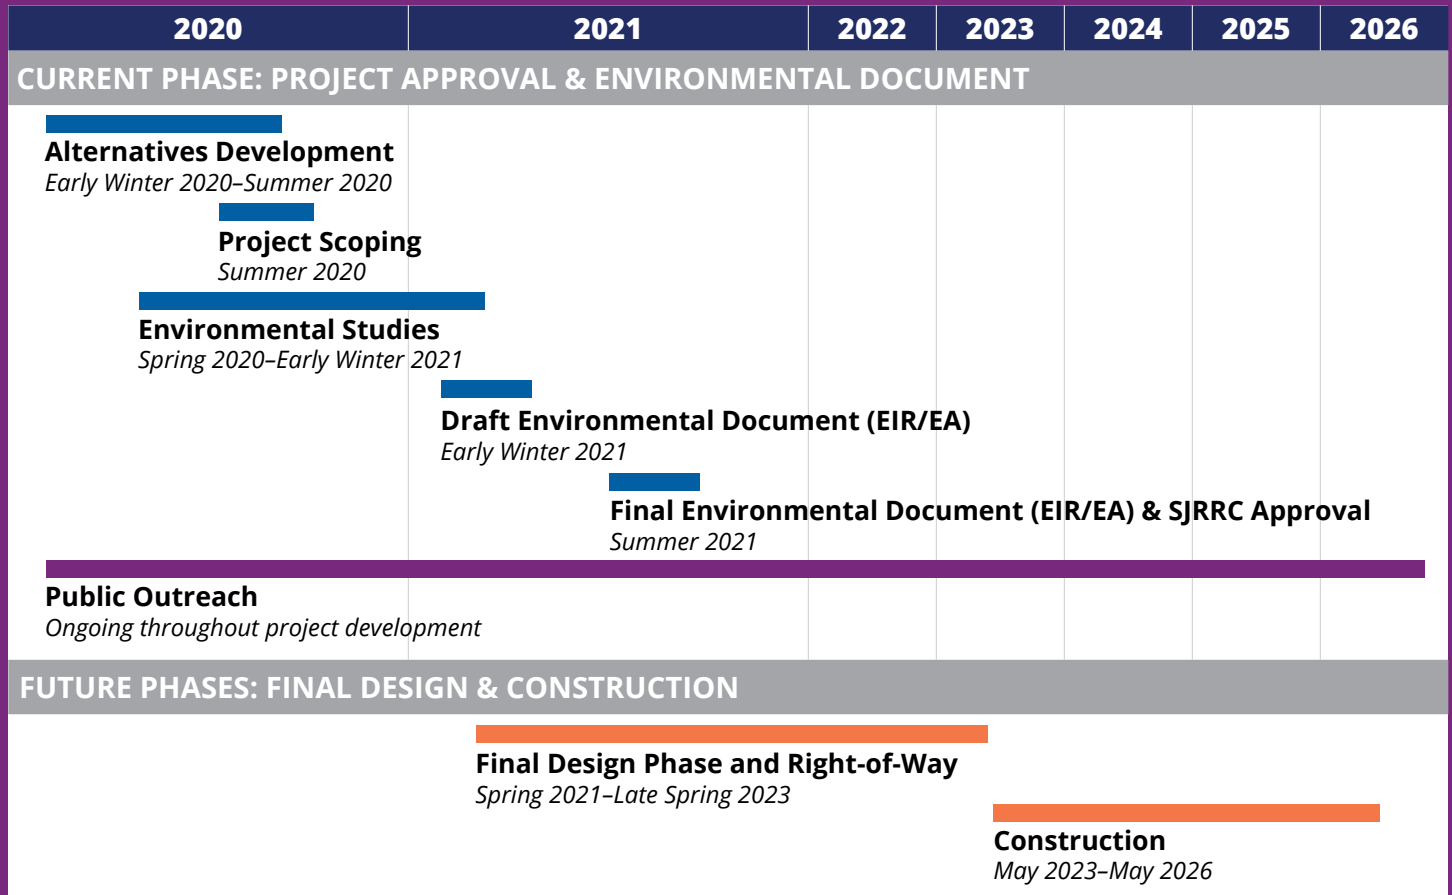 2020 2021 2022 2023 2024 2025 2026
CURRENT PHASE: PROJECT APPROVAL & ENVIRONMENTAL DOCUMENT
Alternatives Development
Early Winter 2020–Summer 2020
Project Scoping
Summer 2020
Environmental Studies
Spring 2020–Early Winter 2021
Draft Environmental Document (EIR/EA)
Early Winter 2021
Final Environmental Document (EIR/EA) & SJRRC Approval
Summer 2021
Public Outreach
Ongoing throughout project development
FUTURE PHASES: FINAL DESIGN & CONSTRUCTION
Final Design Phase and Right-of-Way
Spring 2021–Late Spring 2023
Construction
May 2023–May 2026